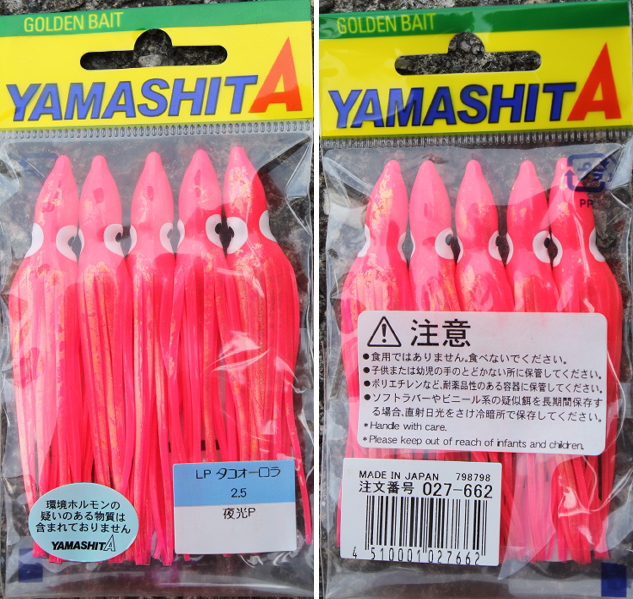 GOLDEN BAIT
YAMASHITA
LP タコオーロラ
2.5
夜光P
環境ホルモンの
疑いのある物質は
含まれておりません
YAMASHITA
GOLDEN BAIT
YAMASHITA
PP
注意
●食用ではありません。食べないでください。
●子供または幼児の手のとどかない所に保管してください。
●ポリエチレンなど、耐薬品性のある容器に保管してください。
●ソフトラバーやビニール系の疑似餌を長期間保存す
る場合、直射日光をさけ冷暗所で保存してください。
*Handle with care.
*Please keep out of reach of infants and children.
MADE IN JAPAN 798798
注文番号 027-662
4 510001 027662